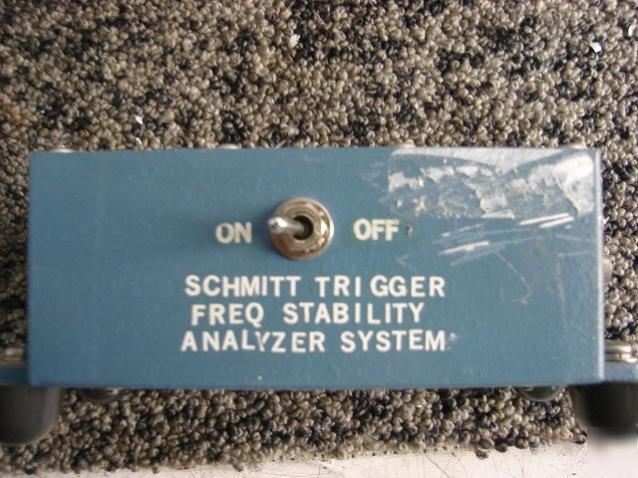 ON OFF
SCHMITT TRIGGER
FREQ STABILITY
ANALYZER SYSTEM